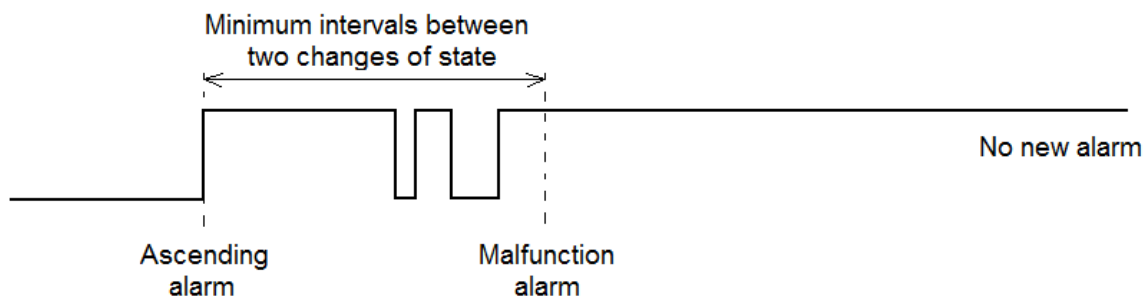 Minimum intervals between
two changes of state
No new alarm
Ascending
alarm
Malfunction
alarm